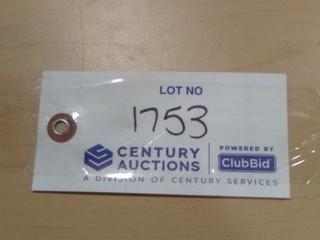 LOT NO
1753
CENTURY AUCTIONS
POWERED BY
ClubBid
A DIVISION OF CENTURY SERVICES